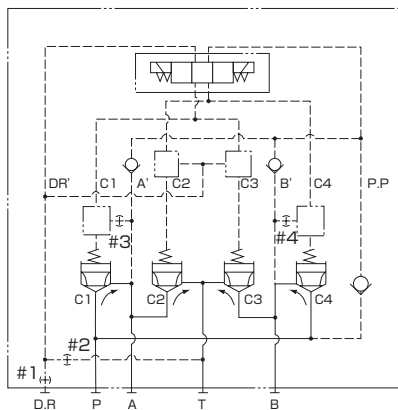 DR' C1 A' C2 C3 B' C4 P.P
#3 #4
C1 C2 C3 C4
#2
#1
D.R P A T B